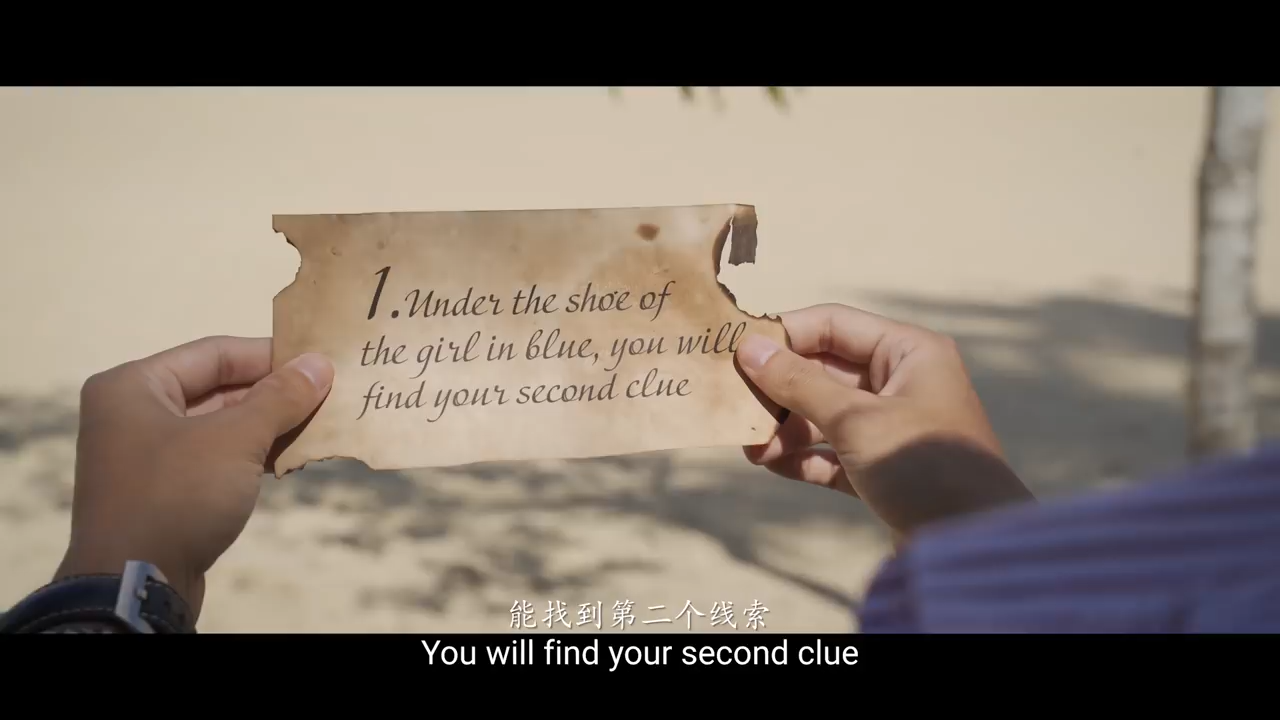 1. Under the shoe of
the girl in blue, you will
find your second clue
能找到第二个线索
You will find your second clue